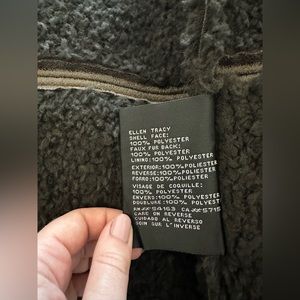 ELLEN TRACY
SHELL FACE:
100% POLYESTER
FAUX FUR BACK:
100% POLYESTER
LINING:100% POLYESTER
EXTERIOR:100%POLIESTER
REVERSE:100%POLIESTER
FORRO:100%POLIESTER
VISAGE DE COQUILLE:
100% POLYESTER
ENVERS:100% POLYESTER
DOUBLURE:100% POLYESTER
CARE ON REVERSE
CUIDADO AL REVERSO
SOIN SUR L'INVERSE